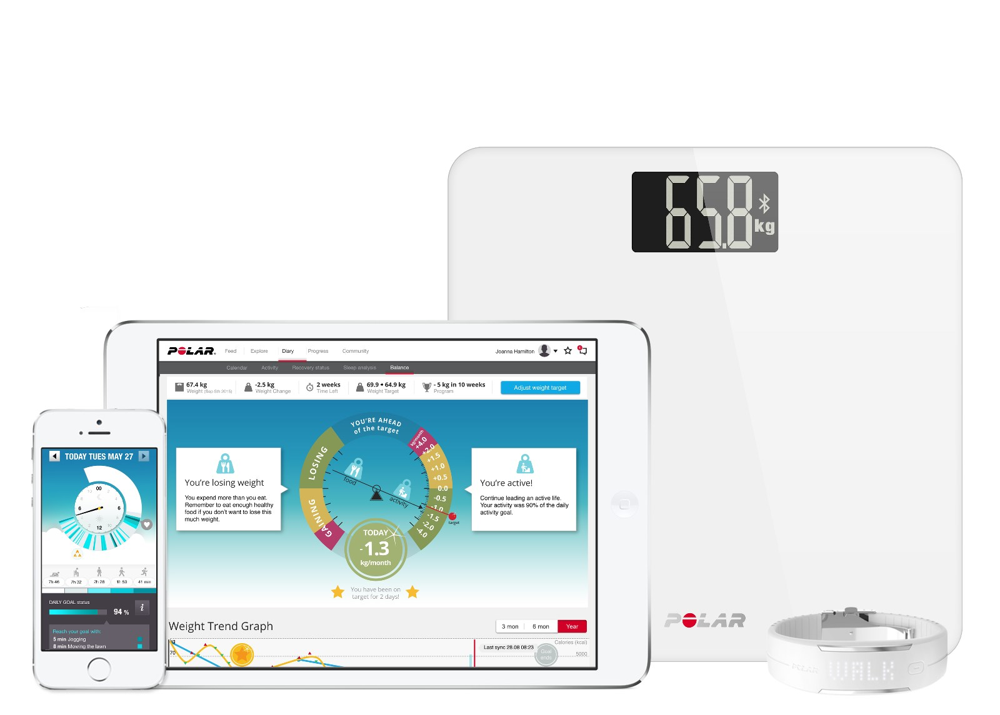 65.8
kg
POLAR
Feed
Explore
Diary
Progress
Community
Joanna Hamilton
Calendar
Activity
Recovery status
Sleep analysis
Balance
67.4 kg
Weight (Sep 5th 2015)
-2.5 kg
Weight Change
2 weeks
Time Left
69.9 → 64.9 kg
Weight Target
- 5 kg in 10 weeks
Program
Adjust weight target
YOU'RE AHEAD
of the target
LOSING
GAINING
kg/month
+4.0
+2.0
+1.5
+1.0
+0.5
0.0
-0.5
-1.0
-1.5
-2.0
-4.0
food
activity
target
You're losing weight
You expend more than you eat.
Remember to eat enough healthy
food if you don't want to lose this
much weight.
You're active!
Continue leading an active life.
Your activity was 90% of the daily
activity goal.
TODAY
-1.3
kg/month
You have been on
target for 2 days!
Weight Trend Graph
3 mon
6 mon
Year
kg
70
Last sync 28.08 08:23
Goal
ends
Calories (kcal)
5000
TODAY TUES MAY 27
00
2
6
10
12
6
7h 46
7h 32
2h 28
1h 50
41 min
DAILY GOAL status
94 %
i
Reach your goal with:
5 min Jogging
8 min Mowing the lawn
POLAR
POLAR
WALK